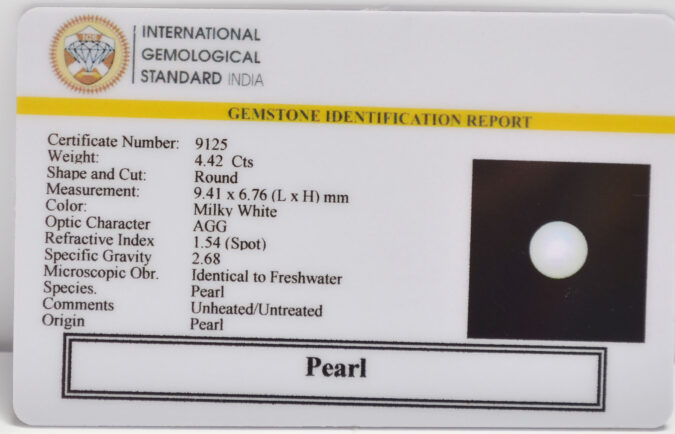 IGS
INTERNATIONAL
GEMOLOGICAL
STANDARD INDIA
GEMSTONE IDENTIFICATION REPORT
Certificate Number: 9125
Weight: 4.42 Cts
Shape and Cut: Round
Measurement: 9.41 x 6.76 (L x H) mm
Color: Milky White
Optic Character AGG
Refractive Index 1.54 (Spot)
Specific Gravity 2.68
Microscopic Obr. Identical to Freshwater
Species. Pearl
Comments Unheated/Untreated
Origin Pearl
Pearl